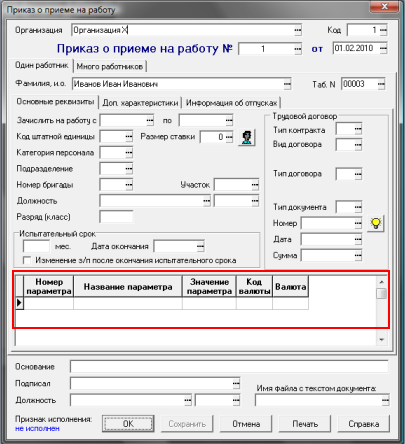 Приказ о приеме на работу
Организация Организация X Код 1
Приказ о приеме на работу № 1 от 01.02.2010
Один работник Много работников
Фамилия, и.о. Иванов Иван Иванович Таб. N 00003
Основные реквизиты Доп. характеристики Информация об отпусках
Зачислить на работу с по
Код штатной единицы Размер ставки 0
Категория персонала
Подразделение
Номер бригады Участок
Должность
Разряд (класс)
Трудовой договор
Тип контракта
Вид договора
Тип договора
Тип документа
Номер
Дата
Сумма
Испытательный срок
мес. Дата окончания
Изменение з/п после окончания испытательного срока
Номер параметра Название параметра Значение параметра Код валюты Валюта
Основание
Подписал Имя файла с текстом документа:
Должность
Признак исполнения:
не исполнен
OK Сохранить Отмена Печать Справка